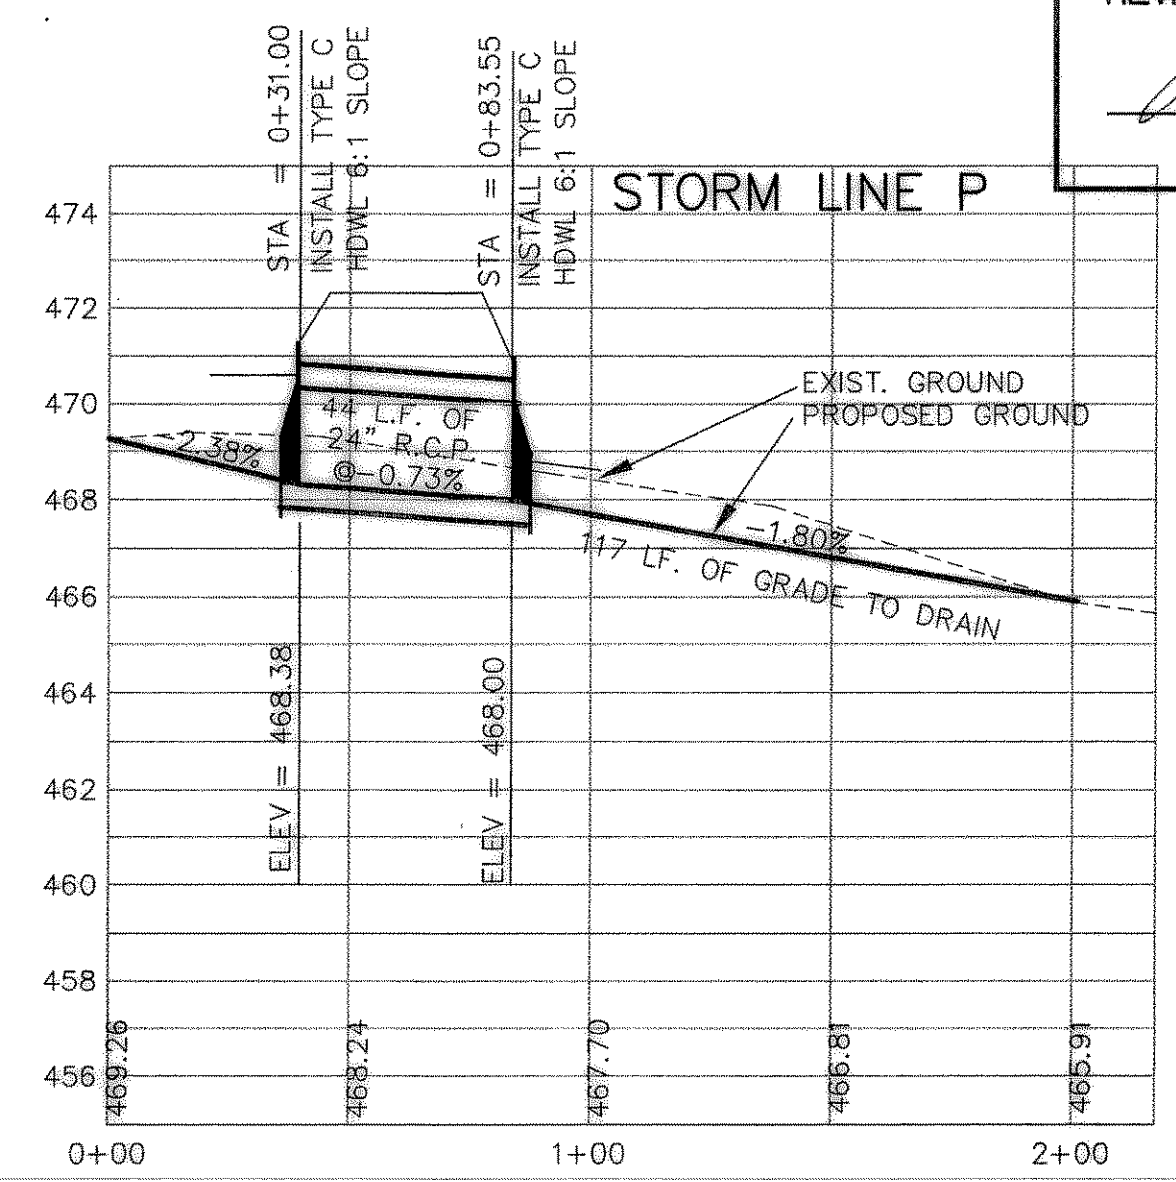 STA = 0+31.00
INSTALL TYPE C
HDWL 6:1 SLOPE
STA = 0+83.55
INSTALL TYPE C
HDWL 6:1 SLOPE
STORM LINE P
474
472
470
468
466
464
462
460
458
456
EXIST. GROUND
PROPOSED GROUND
2.38%
44 L.F. OF
24" R.C.P.
@-0.73%
-1.80%
117 LF. OF GRADE TO DRAIN
ELEV = 468.38
ELEV = 468.00
469.26
468.24
467.70
466.81
465.91
0+00
1+00
2+00